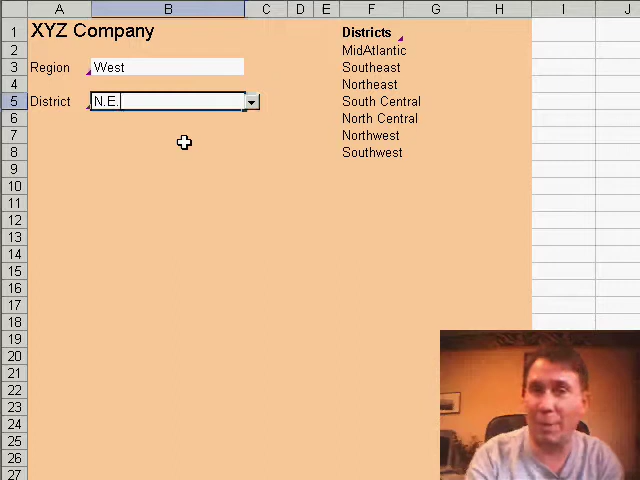 A B C D E F G H I J
1 XYZ Company Districts
2 MidAtlantic
3 Region West Southeast
4 Northeast
5 District N.E. South Central
6 North Central
7 Northwest
8 Southwest
9
10
11
12
13
14
15
16
17
18
19
20
21
22
23
24
25
26
27